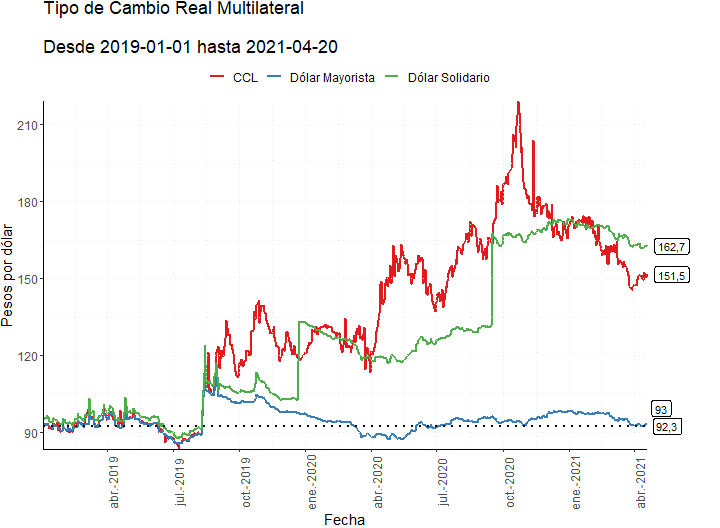 Tipo de Cambio Real Multilateral
Desde 2019-01-01 hasta 2021-04-20
CCL
Dólar Mayorista
Dólar Solidario
Pesos por dólar
210
180
150
120
90
162,7
151,5
93
92,3
abr.-2019
jul.-2019
oct.-2019
ene.-2020
abr.-2020
jul.-2020
oct.-2020
ene.-2021
abr.-2021
Fecha